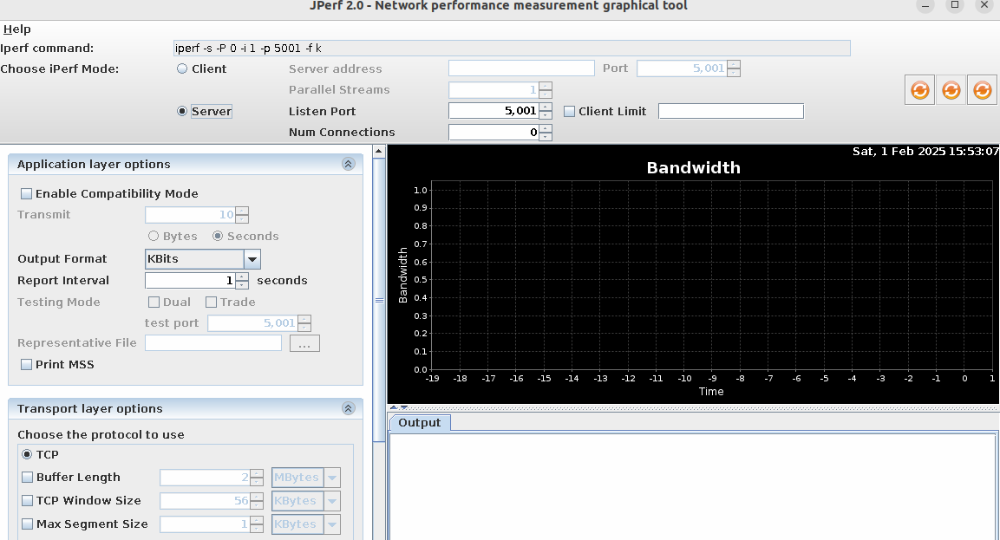 JPerf 2.0 - Network performance measurement graphical tool
Help
Iperf command: iperf -s -P 0 -i 1 -p 5001 -f k
Choose iPerf Mode: Client Server address Port 5,001
Parallel Streams 1
Server Listen Port 5,001 Client Limit
Num Connections 0
Application layer options
Enable Compatibility Mode
Transmit 10
Bytes Seconds
Output Format KBits
Report Interval 1 seconds
Testing Mode Dual Trade
test port 5,001
Representative File ...
Print MSS
Transport layer options
Choose the protocol to use
TCP
Buffer Length 2 MBytes
TCP Window Size 56 KBytes
Max Segment Size 1 KBytes
Sat, 1 Feb 2025 15:53:07
Bandwidth
Bandwidth
1.0
0.9
0.8
0.7
0.6
0.5
0.4
0.3
0.2
0.1
0.0
-19 -18 -17 -16 -15 -14 -13 -12 -11 -10 -9 -8 -7 -6 -5 -4 -3 -2 -1 0 1
Time
Output